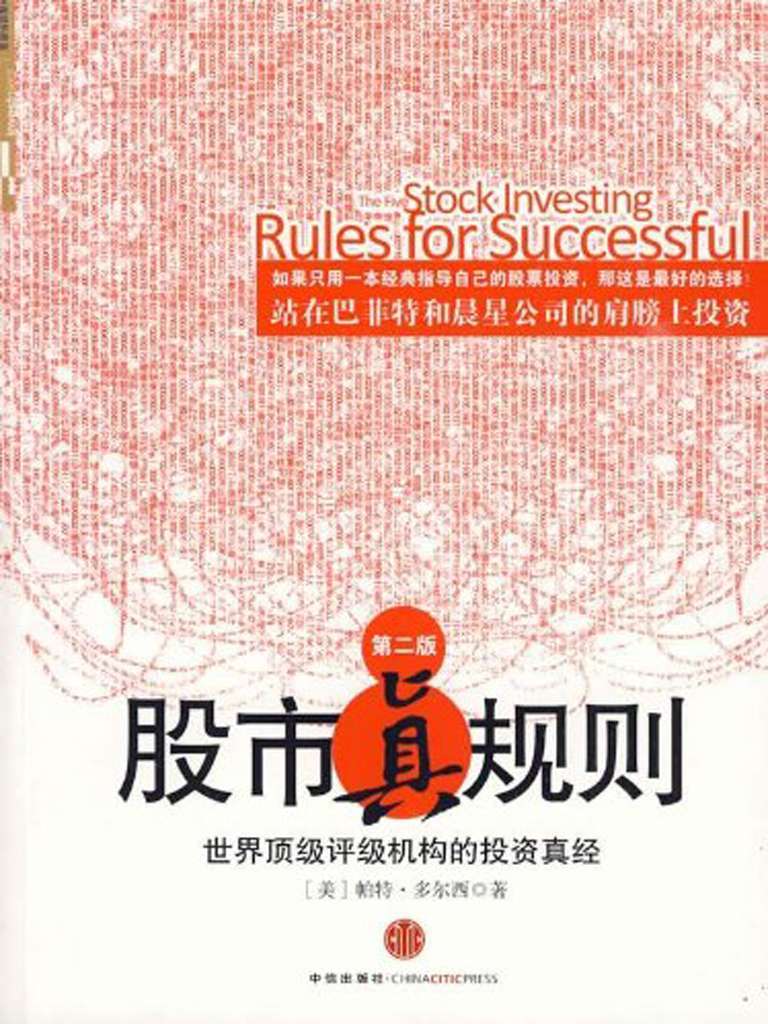 The Five Stock Investing
Rules for Successful
如果只用一本经典指导自己的股票投资，那这是最好的选择！
站在巴菲特和晨星公司的肩膀上投资
第二版
股市真规则
世界顶级评级机构的投资真经
［美］帕特·多尔西◎著
中信出版社·CHINACITICPRESS